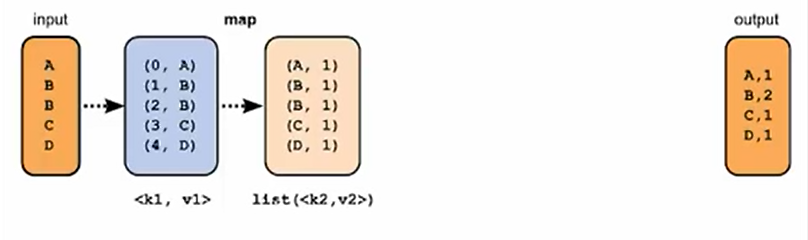 input
map
output
A
B
B
C
D
(0, A)
(1, B)
(2, B)
(3, C)
(4, D)
(A, 1)
(B, 1)
(B, 1)
(C, 1)
(D, 1)
A,1
B,2
C,1
D,1
<k1, v1>
list(<k2,v2>)